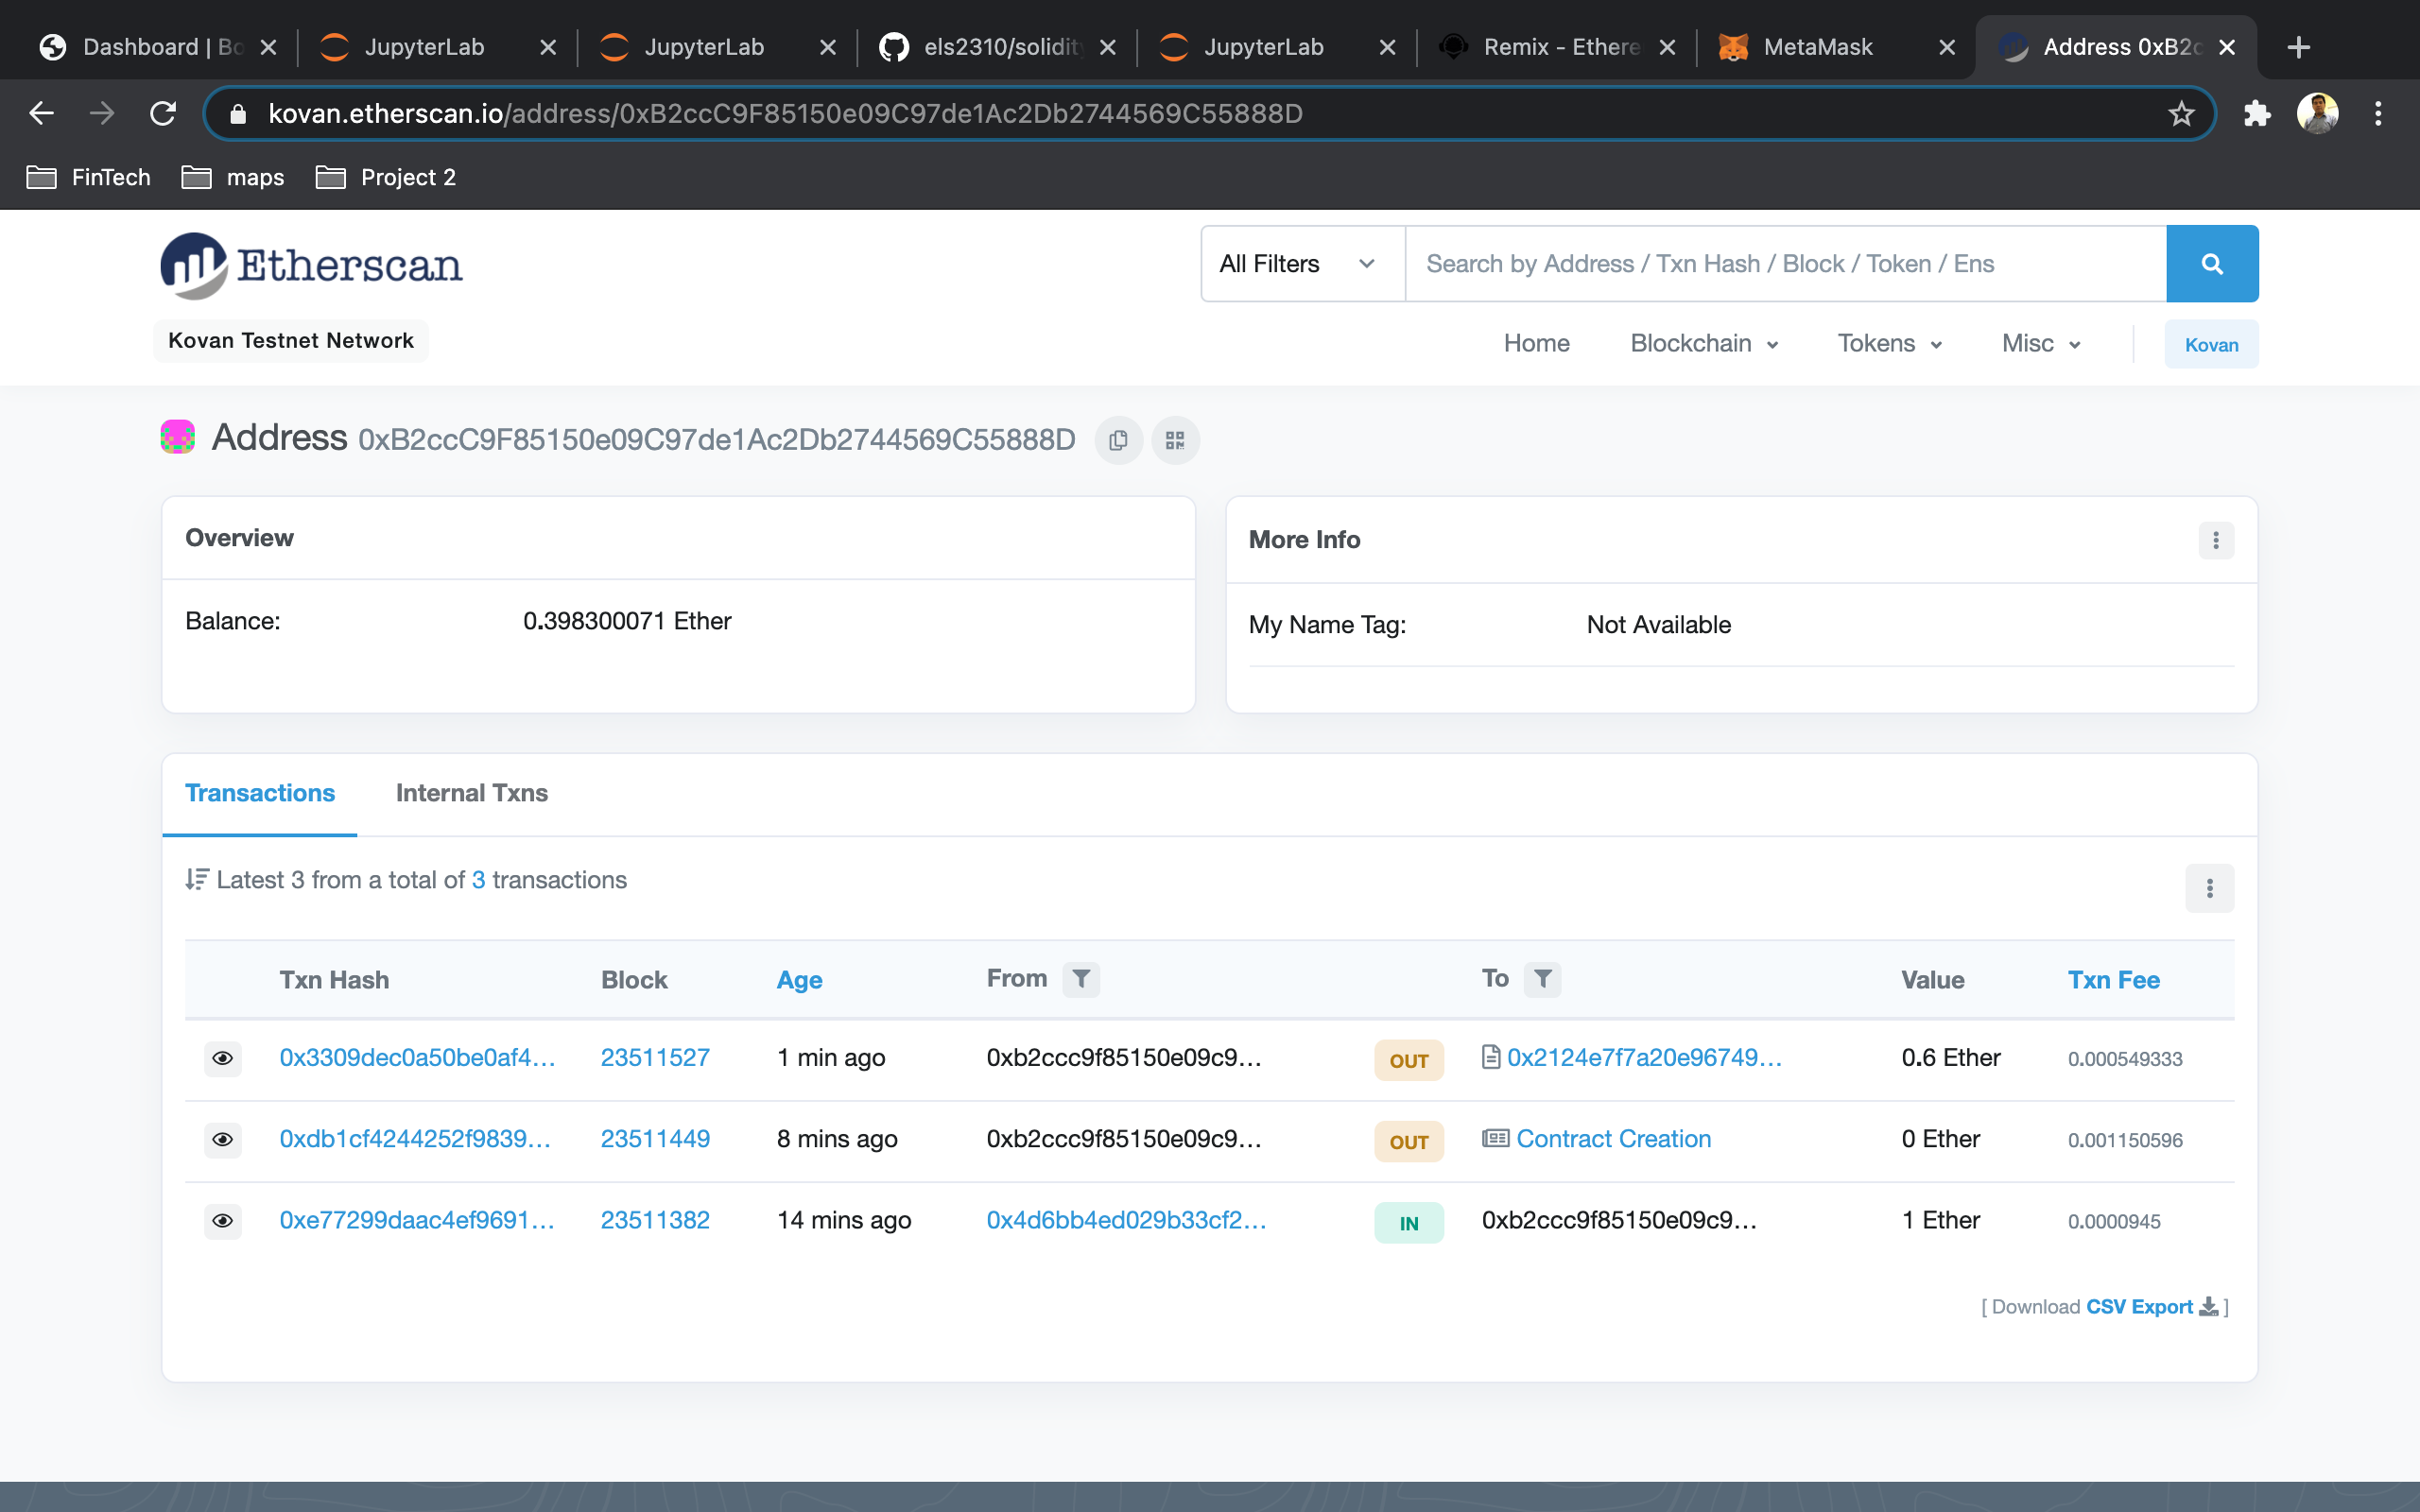 Dashboard | Bo JupyterLab JupyterLab els2310/solidity JupyterLab Remix - Ethere MetaMask Address 0xB2c
kovan.etherscan.io/address/0xB2ccC9F85150e09C97de1Ac2Db2744569C55888D
FinTech maps Project 2
Etherscan
All Filters Search by Address / Txn Hash / Block / Token / Ens
Kovan Testnet Network
Home Blockchain Tokens Misc Kovan
Address 0xB2ccC9F85150e09C97de1Ac2Db2744569C55888D
Overview
Balance: 0.398300071 Ether
More Info
My Name Tag: Not Available
Transactions Internal Txns
Latest 3 from a total of 3 transactions
Txn Hash Block Age From To Value Txn Fee
0x3309dec0a50be0af4... 23511527 1 min ago 0xb2ccc9f85150e09c9... OUT 0x2124e7f7a20e96749... 0.6 Ether 0.000549333
0xdb1cf4244252f9839... 23511449 8 mins ago 0xb2ccc9f85150e09c9... OUT Contract Creation 0 Ether 0.001150596
0xe77299daac4ef9691... 23511382 14 mins ago 0x4d6bb4ed029b33cf2... IN 0xb2ccc9f85150e09c9... 1 Ether 0.0000945
[ Download CSV Export ]